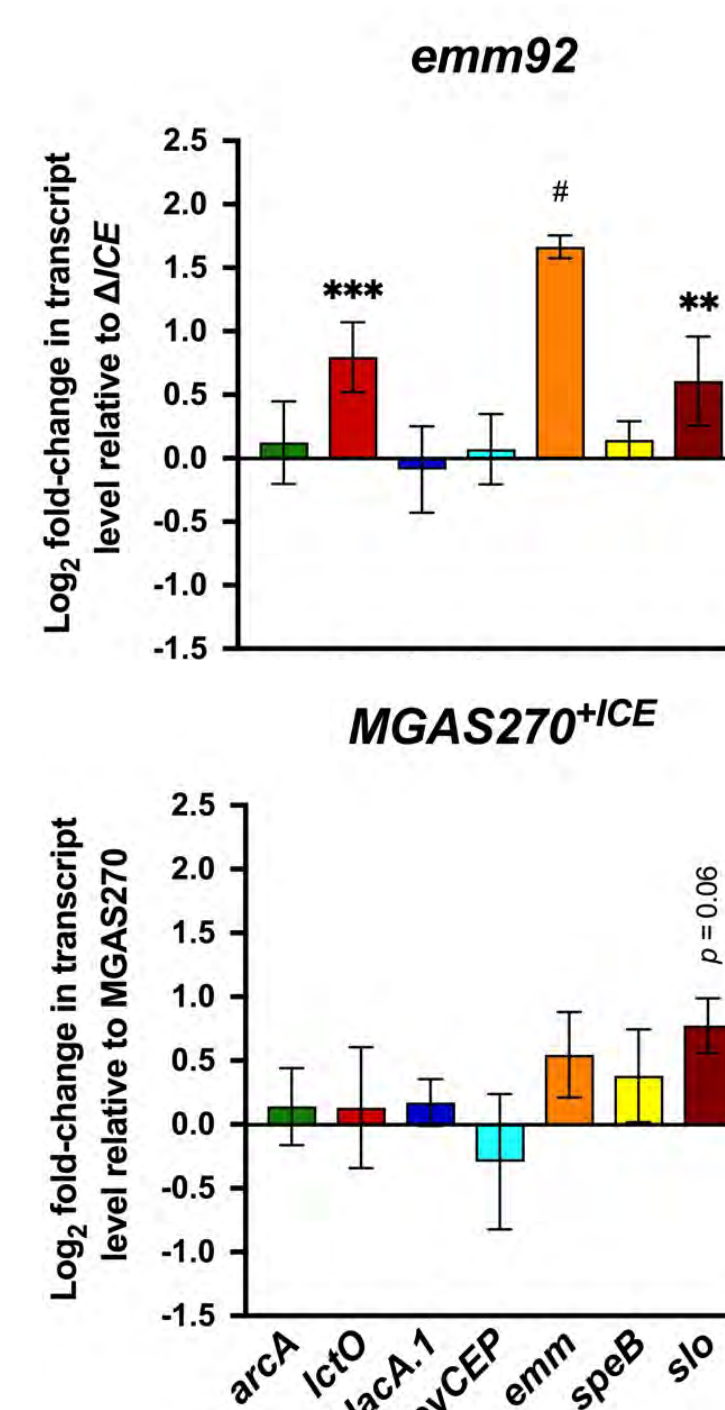 emm92
Log₂ fold-change in transcript
level relative to ΔICE
2.5
2.0
1.5
1.0
0.5
0.0
-0.5
-1.0
-1.5
***
#
**
MGAS270⁺ᴵᶜᴱ
Log₂ fold-change in transcript
level relative to MGAS270
2.5
2.0
1.5
1.0
0.5
0.0
-0.5
-1.0
-1.5
p = 0.06
arcA
lctO
lacA.1
emm
speB
slo